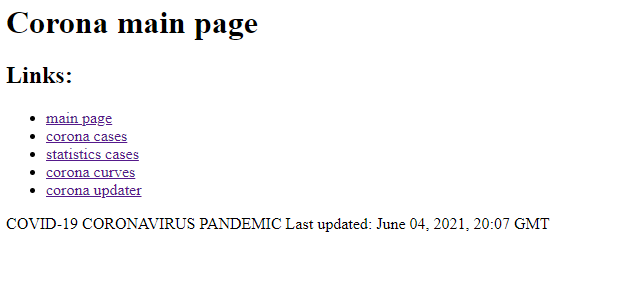 Corona main page
Links:
main page
corona cases
statistics cases
corona curves
corona updater
COVID-19 CORONAVIRUS PANDEMIC Last updated: June 04, 2021, 20:07 GMT